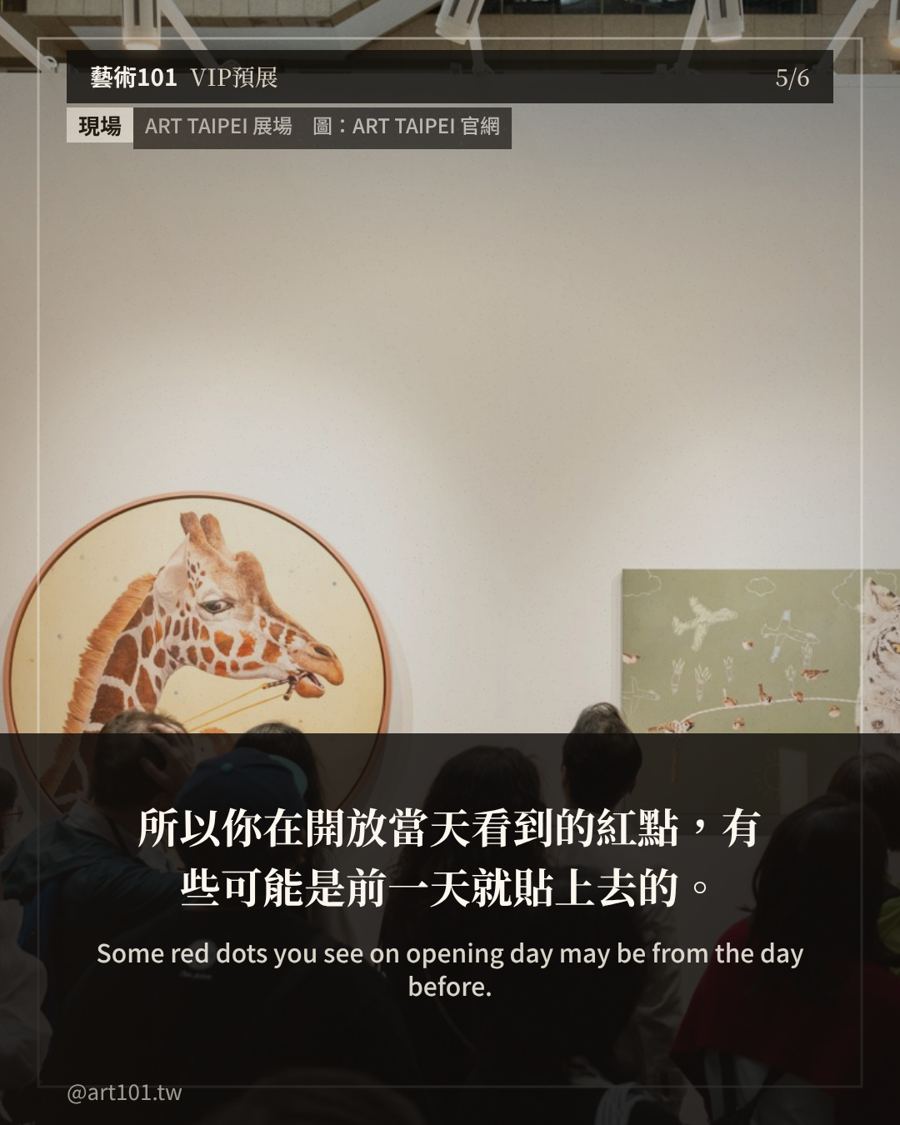 藝術101 VIP預展 5/6
現場 ART TAIPEI 展場 圖：ART TAIPEI 官網
所以你在開放當天看到的紅點，有
些可能是前一天就貼上去的。
Some red dots you see on opening day may be from the day
before.
@art101.tw